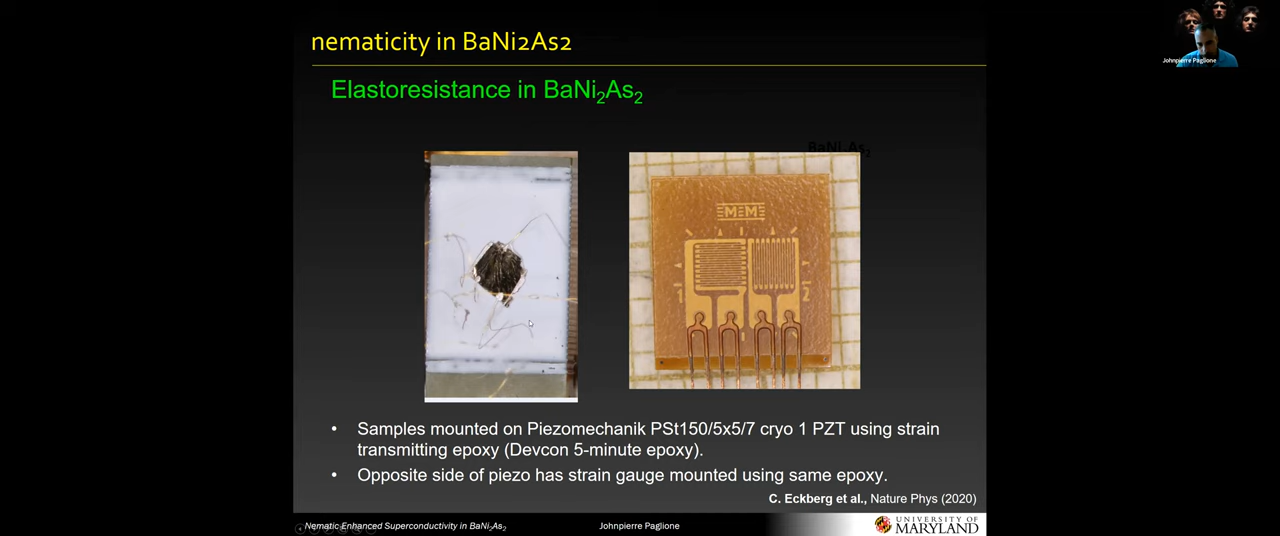 nematicity in BaNi2As2
Johnpierre Paglione
Elastoresistance in BaNi₂As₂
BaNi₂As₂
MEM
1
2
• Samples mounted on Piezomechanik PSt150/5x5/7 cryo 1 PZT using strain
transmitting epoxy (Devcon 5-minute epoxy).
• Opposite side of piezo has strain gauge mounted using same epoxy.
C. Eckberg et al., Nature Phys (2020)
Nematic Enhanced Superconductivity in BaNi₂As₂
Johnpierre Paglione
UNIVERSITY OF
MARYLAND